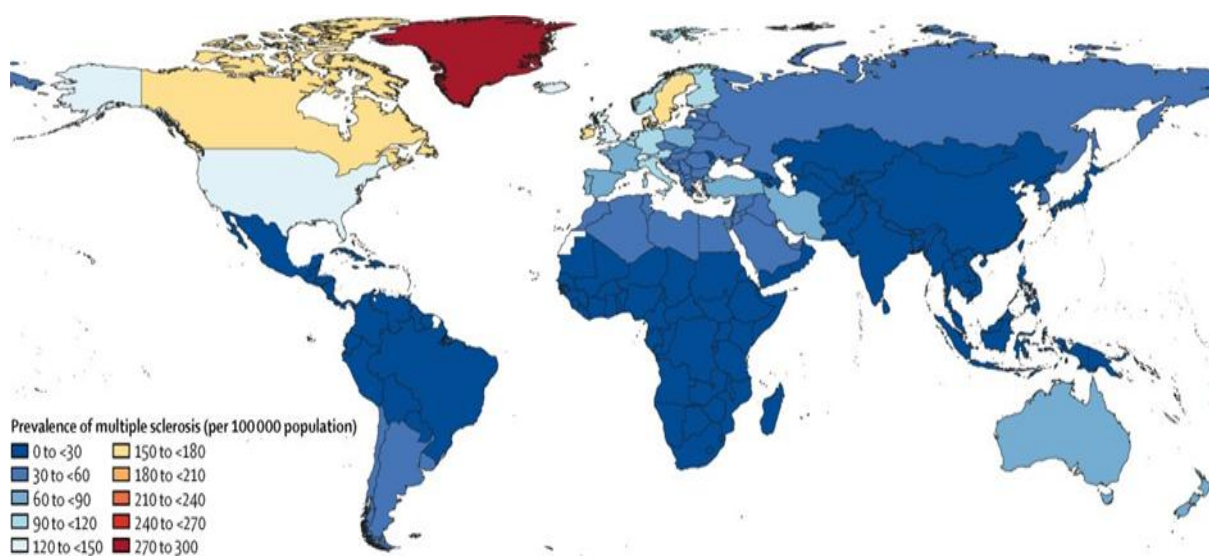 Prevalence of multiple sclerosis (per 100 000 population)
0 to <30
30 to <60
60 to <90
90 to <120
120 to <150
150 to <180
180 to <210
210 to <240
240 to <270
270 to 300